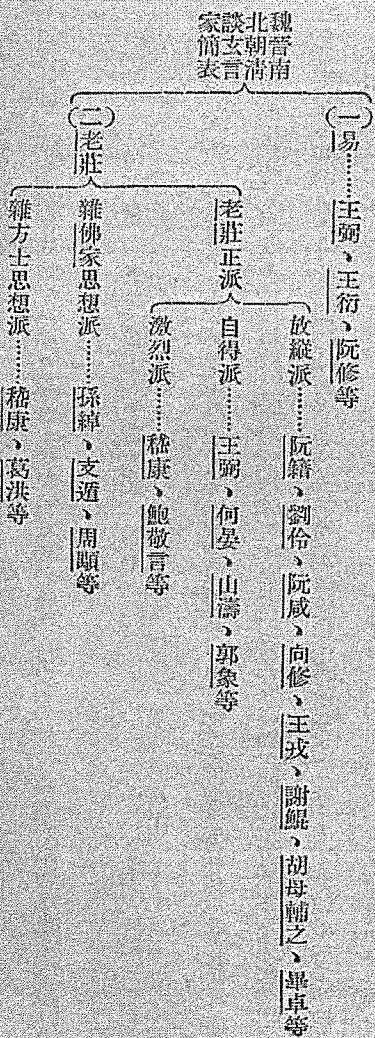 魏晉南
北朝清
談玄言
家簡表
(一)易……王弼、王衍、阮修等
(二)老莊
老莊正派
放縱派……阮籍、劉伶、阮咸、向修、王戎、謝鯤、胡母輔之、畢卓等
自得派……王弼、何晏、山濤、郭象等
激烈派……嵇康、鮑敬言等
雜佛家思想派……孫綽、支遁、周顒等
雜方士思想派……嵇康、葛洪等